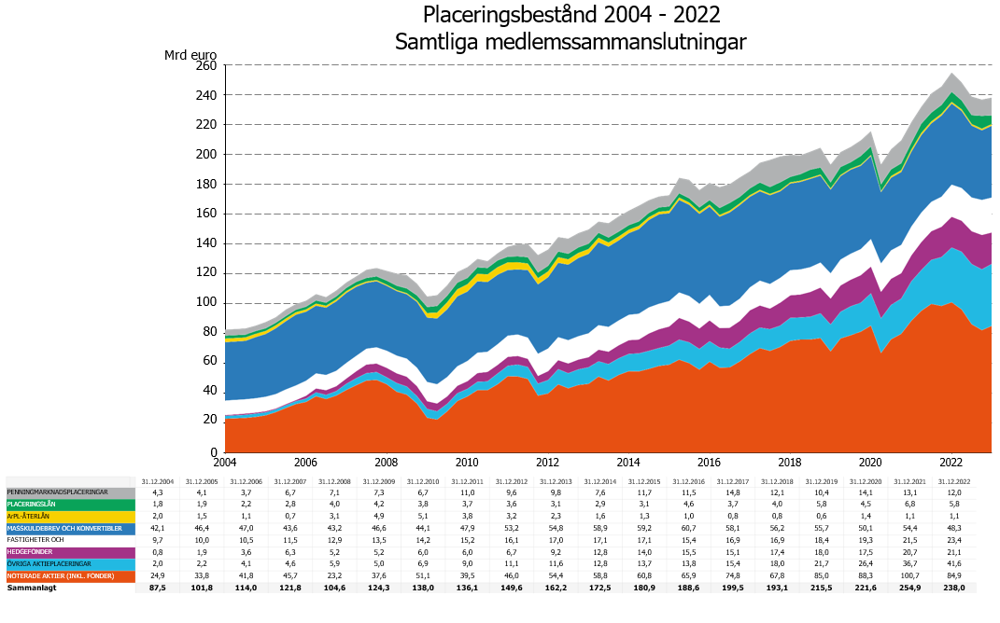 Placeringsbestånd 2004 - 2022
Samtliga medlemssammanslutningar
Mrd euro
260
240
220
200
180
160
140
120
100
80
60
40
20
0
2004 2006 2008 2010 2012 2014 2016 2018 2020 2022
31.12.2004 31.12.2005 31.12.2006 31.12.2007 31.12.2008 31.12.2009 31.12.2010 31.12.2011 31.12.2012 31.12.2013 31.12.2014 31.12.2015 31.12.2016 31.12.2017 31.12.2018 31.12.2019 31.12.2020 31.12.2021 31.12.2022
PENNINGMARKNADSPLACERINGAR 4,3 4,1 3,7 6,7 7,1 7,3 6,7 11,0 9,6 9,8 7,6 11,7 11,5 14,8 12,1 10,4 14,1 13,1 12,0
PLACERINGSLÅN 1,8 1,9 2,2 2,8 4,0 4,2 3,8 3,7 3,6 3,1 2,9 3,1 4,6 3,7 4,0 5,8 4,5 6,8 5,8
ArPL-ÅTERLÅN 2,0 1,5 1,1 0,7 3,1 4,9 5,1 3,8 3,2 2,3 1,6 1,3 1,0 0,8 0,8 0,6 1,4 1,1 1,1
MASSKULDEBREV OCH KONVERTIBLER 42,1 46,4 47,0 43,6 43,2 46,6 44,1 47,9 53,2 54,8 58,9 59,2 60,7 58,1 56,2 55,7 50,1 54,4 48,3
FASTIGHETER OCH 9,7 10,0 10,5 11,5 12,9 13,5 14,2 15,2 16,1 17,0 17,1 17,1 15,4 16,9 16,9 18,4 19,3 21,5 23,4
HEDGEFONDER 0,8 1,9 3,6 6,3 5,2 5,2 6,0 6,0 6,7 9,2 12,8 14,0 15,5 15,1 17,4 18,0 17,5 20,7 21,1
ÖVRIGA AKTIEPLACERINGAR 2,0 2,2 4,1 4,6 5,9 5,0 6,9 9,0 11,1 11,6 12,8 13,7 13,8 15,4 18,0 21,7 26,4 36,7 41,6
NOTERADE AKTIER (INKL. FONDER) 24,9 33,8 41,8 45,7 23,2 37,6 51,1 39,5 46,0 54,4 58,8 60,8 65,9 74,8 67,8 85,0 88,3 100,7 84,9
Sammanlagt 87,5 101,8 114,0 121,8 104,6 124,3 138,0 136,1 149,6 162,2 172,5 180,9 188,6 199,5 193,1 215,5 221,6 254,9 238,0